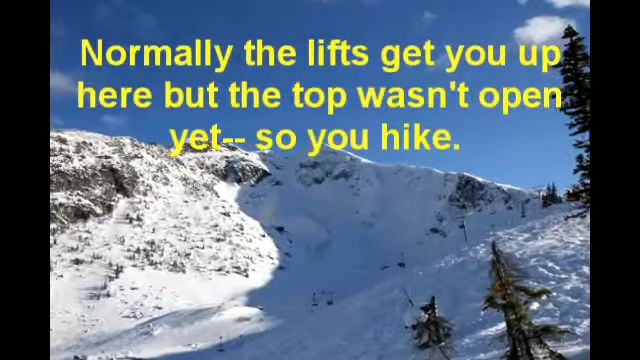 Normally the lifts get you up
here but the top wasn't open
yet-- so you hike.